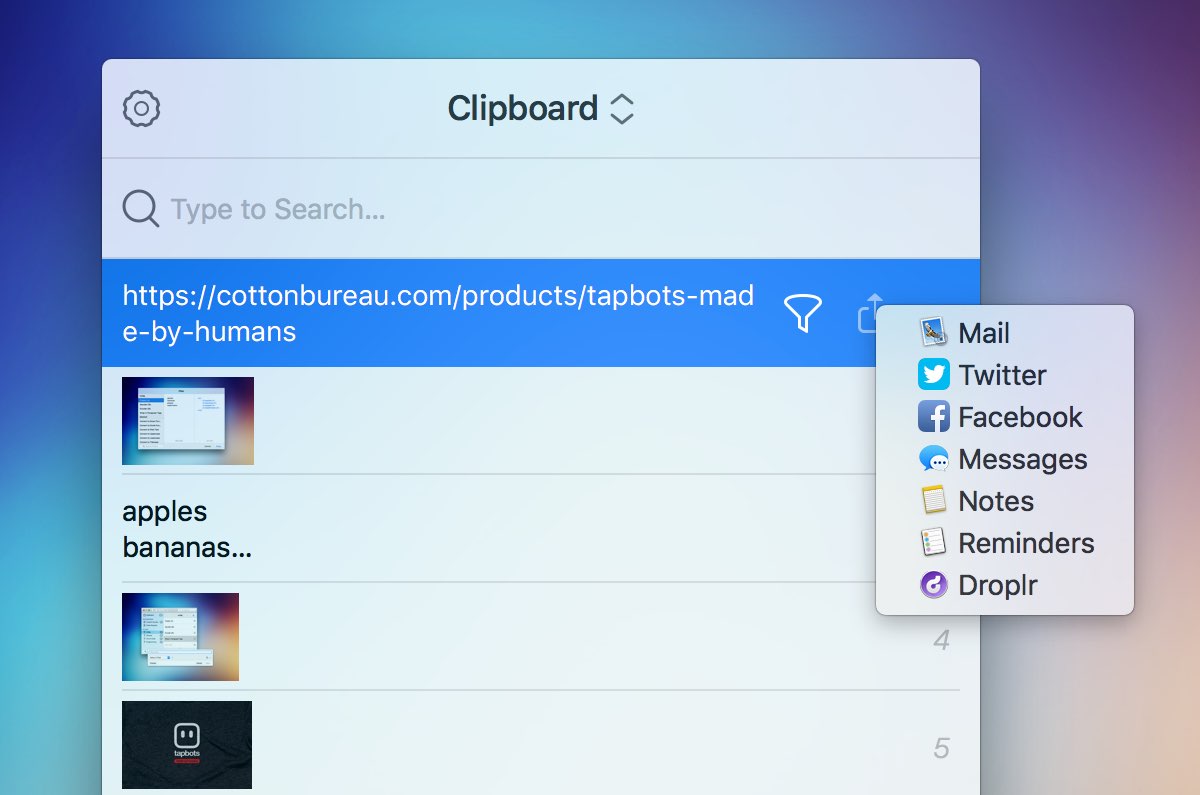 Clipboard
Type to Search...
https://cottonbureau.com/products/tapbots-mad
e-by-humans
Mail
Twitter
Facebook
Messages
Notes
Reminders
Droplr
apples
bananas...
4
tapbots
5